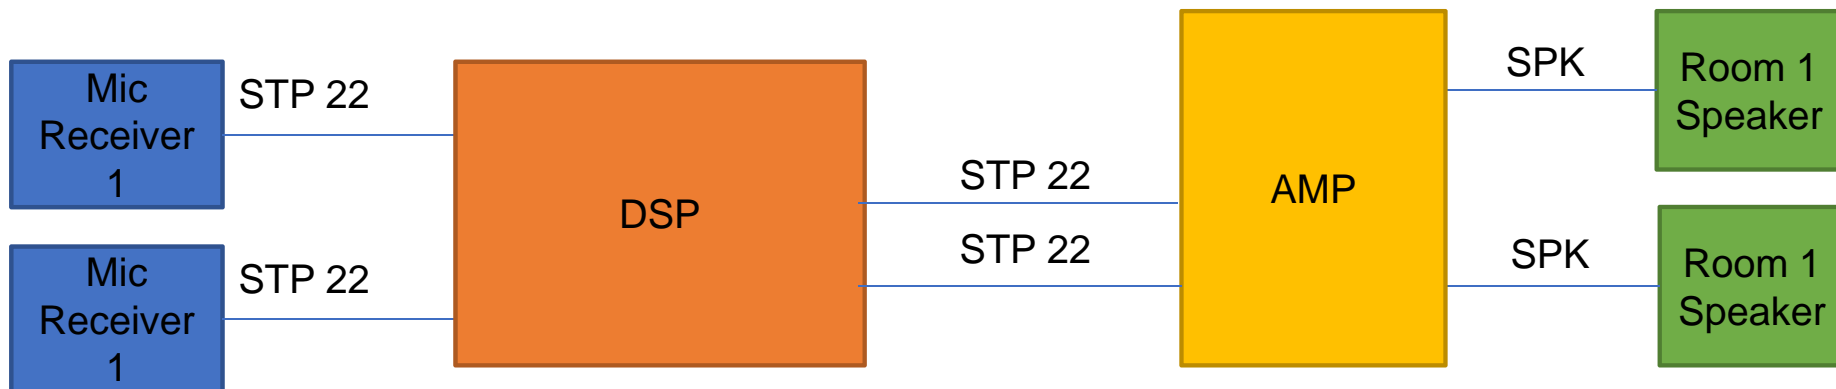 Mic
Receiver
1
STP 22
Mic
Receiver
1
STP 22
DSP
STP 22
STP 22
AMP
SPK
Room 1
Speaker
SPK
Room 1
Speaker